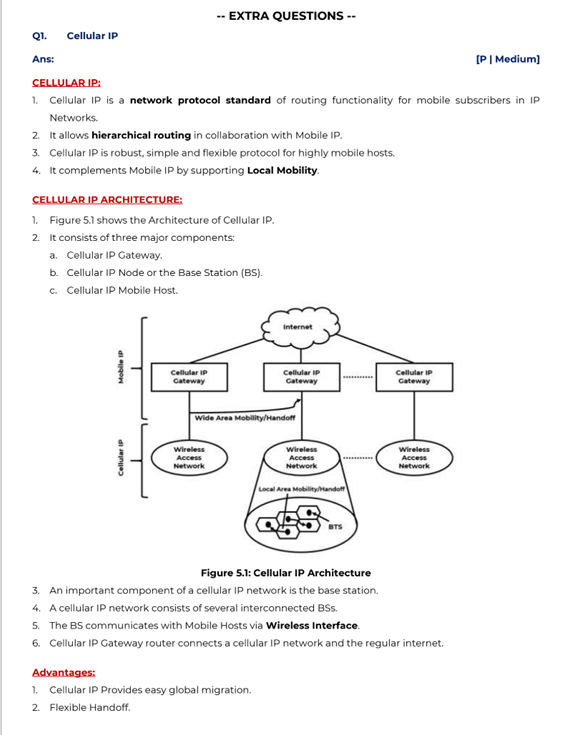 -- EXTRA QUESTIONS --
Q1. Cellular IP
Ans: [P | Medium]
CELLULAR IP:
1. Cellular IP is a network protocol standard of routing functionality for mobile subscribers in IP
Networks.
2. It allows hierarchical routing in collaboration with Mobile IP.
3. Cellular IP is robust, simple and flexible protocol for highly mobile hosts.
4. It complements Mobile IP by supporting Local Mobility.
CELLULAR IP ARCHITECTURE:
1. Figure 5.1 shows the Architecture of Cellular IP.
2. It consists of three major components:
a. Cellular IP Gateway.
b. Cellular IP Node or the Base Station (BS).
c. Cellular IP Mobile Host.
Internet
Mobile IP
Cellular IP
Gateway
Cellular IP
Gateway
Cellular IP
Gateway
Wide Area Mobility/Handoff
Cellular IP
Wireless
Access
Network
Wireless
Access
Network
Wireless
Access
Network
Local Area Mobility/Handoff
BTS
Figure 5.1: Cellular IP Architecture
3. An important component of a cellular IP network is the base station.
4. A cellular IP network consists of several interconnected BSs.
5. The BS communicates with Mobile Hosts via Wireless Interface.
6. Cellular IP Gateway router connects a cellular IP network and the regular internet.
Advantages:
1. Cellular IP Provides easy global migration.
2. Flexible Handoff.